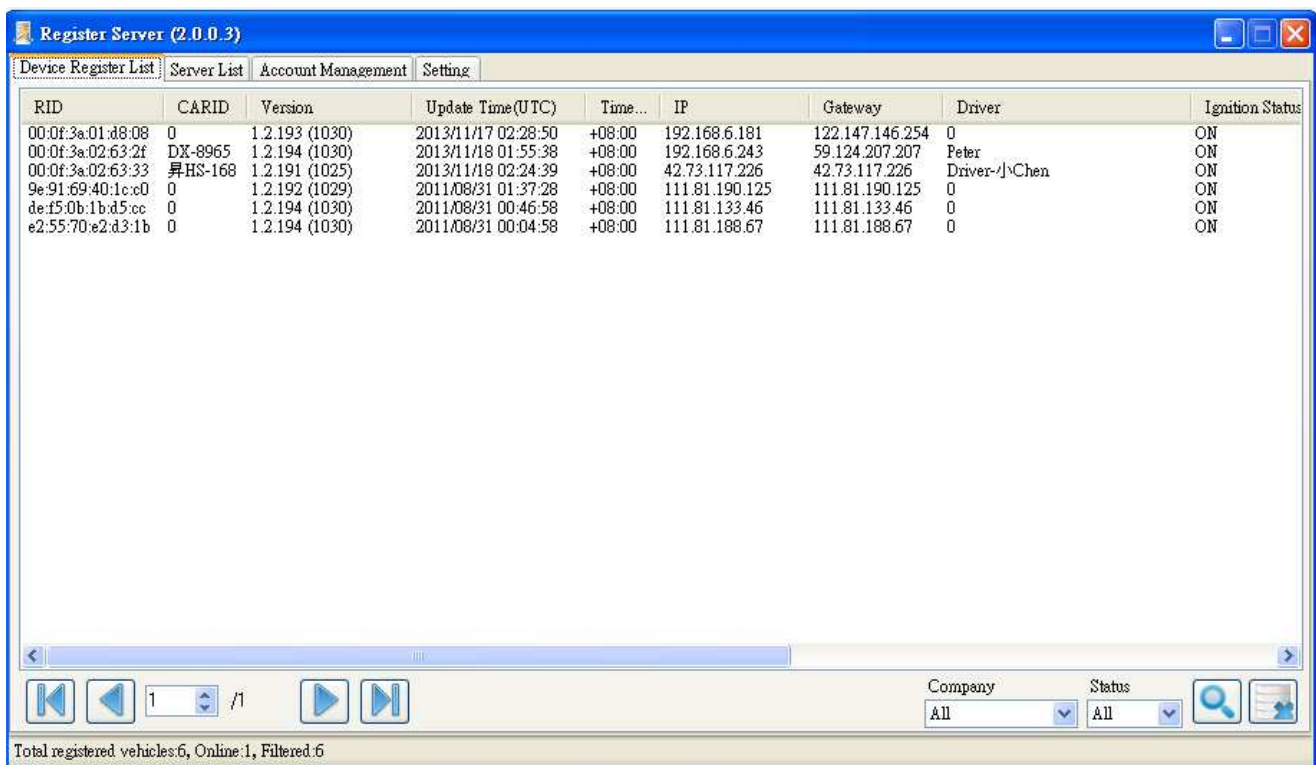 Register Server (2.0.0.3)
Device Register List Server List Account Management Setting
RID CARID Version Update Time(UTC) Time... IP Gateway Driver Ignition Status
00:0f:3a:01:d8:08 0 1.2.193 (1030) 2013/11/17 02:28:50 +08:00 192.168.6.181 122.147.146.254 0 ON
00:0f:3a:02:63:2f DX-8965 1.2.194 (1030) 2013/11/18 01:55:38 +08:00 192.168.6.243 59.124.207.207 Peter ON
00:0f:3a:02:63:33 昇HS-168 1.2.191 (1025) 2013/11/18 02:24:39 +08:00 42.73.117.226 42.73.117.226 Driver-小Chen ON
9e:91:69:40:1c:c0 0 1.2.192 (1029) 2011/08/31 01:37:28 +08:00 111.81.190.125 111.81.190.125 0 ON
de:f5:0b:1b:d5:cc 0 1.2.194 (1030) 2011/08/31 00:46:58 +08:00 111.81.133.46 111.81.133.46 0 ON
e2:55:70:e2:d3:1b 0 1.2.194 (1030) 2011/08/31 00:04:58 +08:00 111.81.188.67 111.81.188.67 0 ON
Company Status
1 /1 All All
Total registered vehicles:6, Online:1, Filtered:6